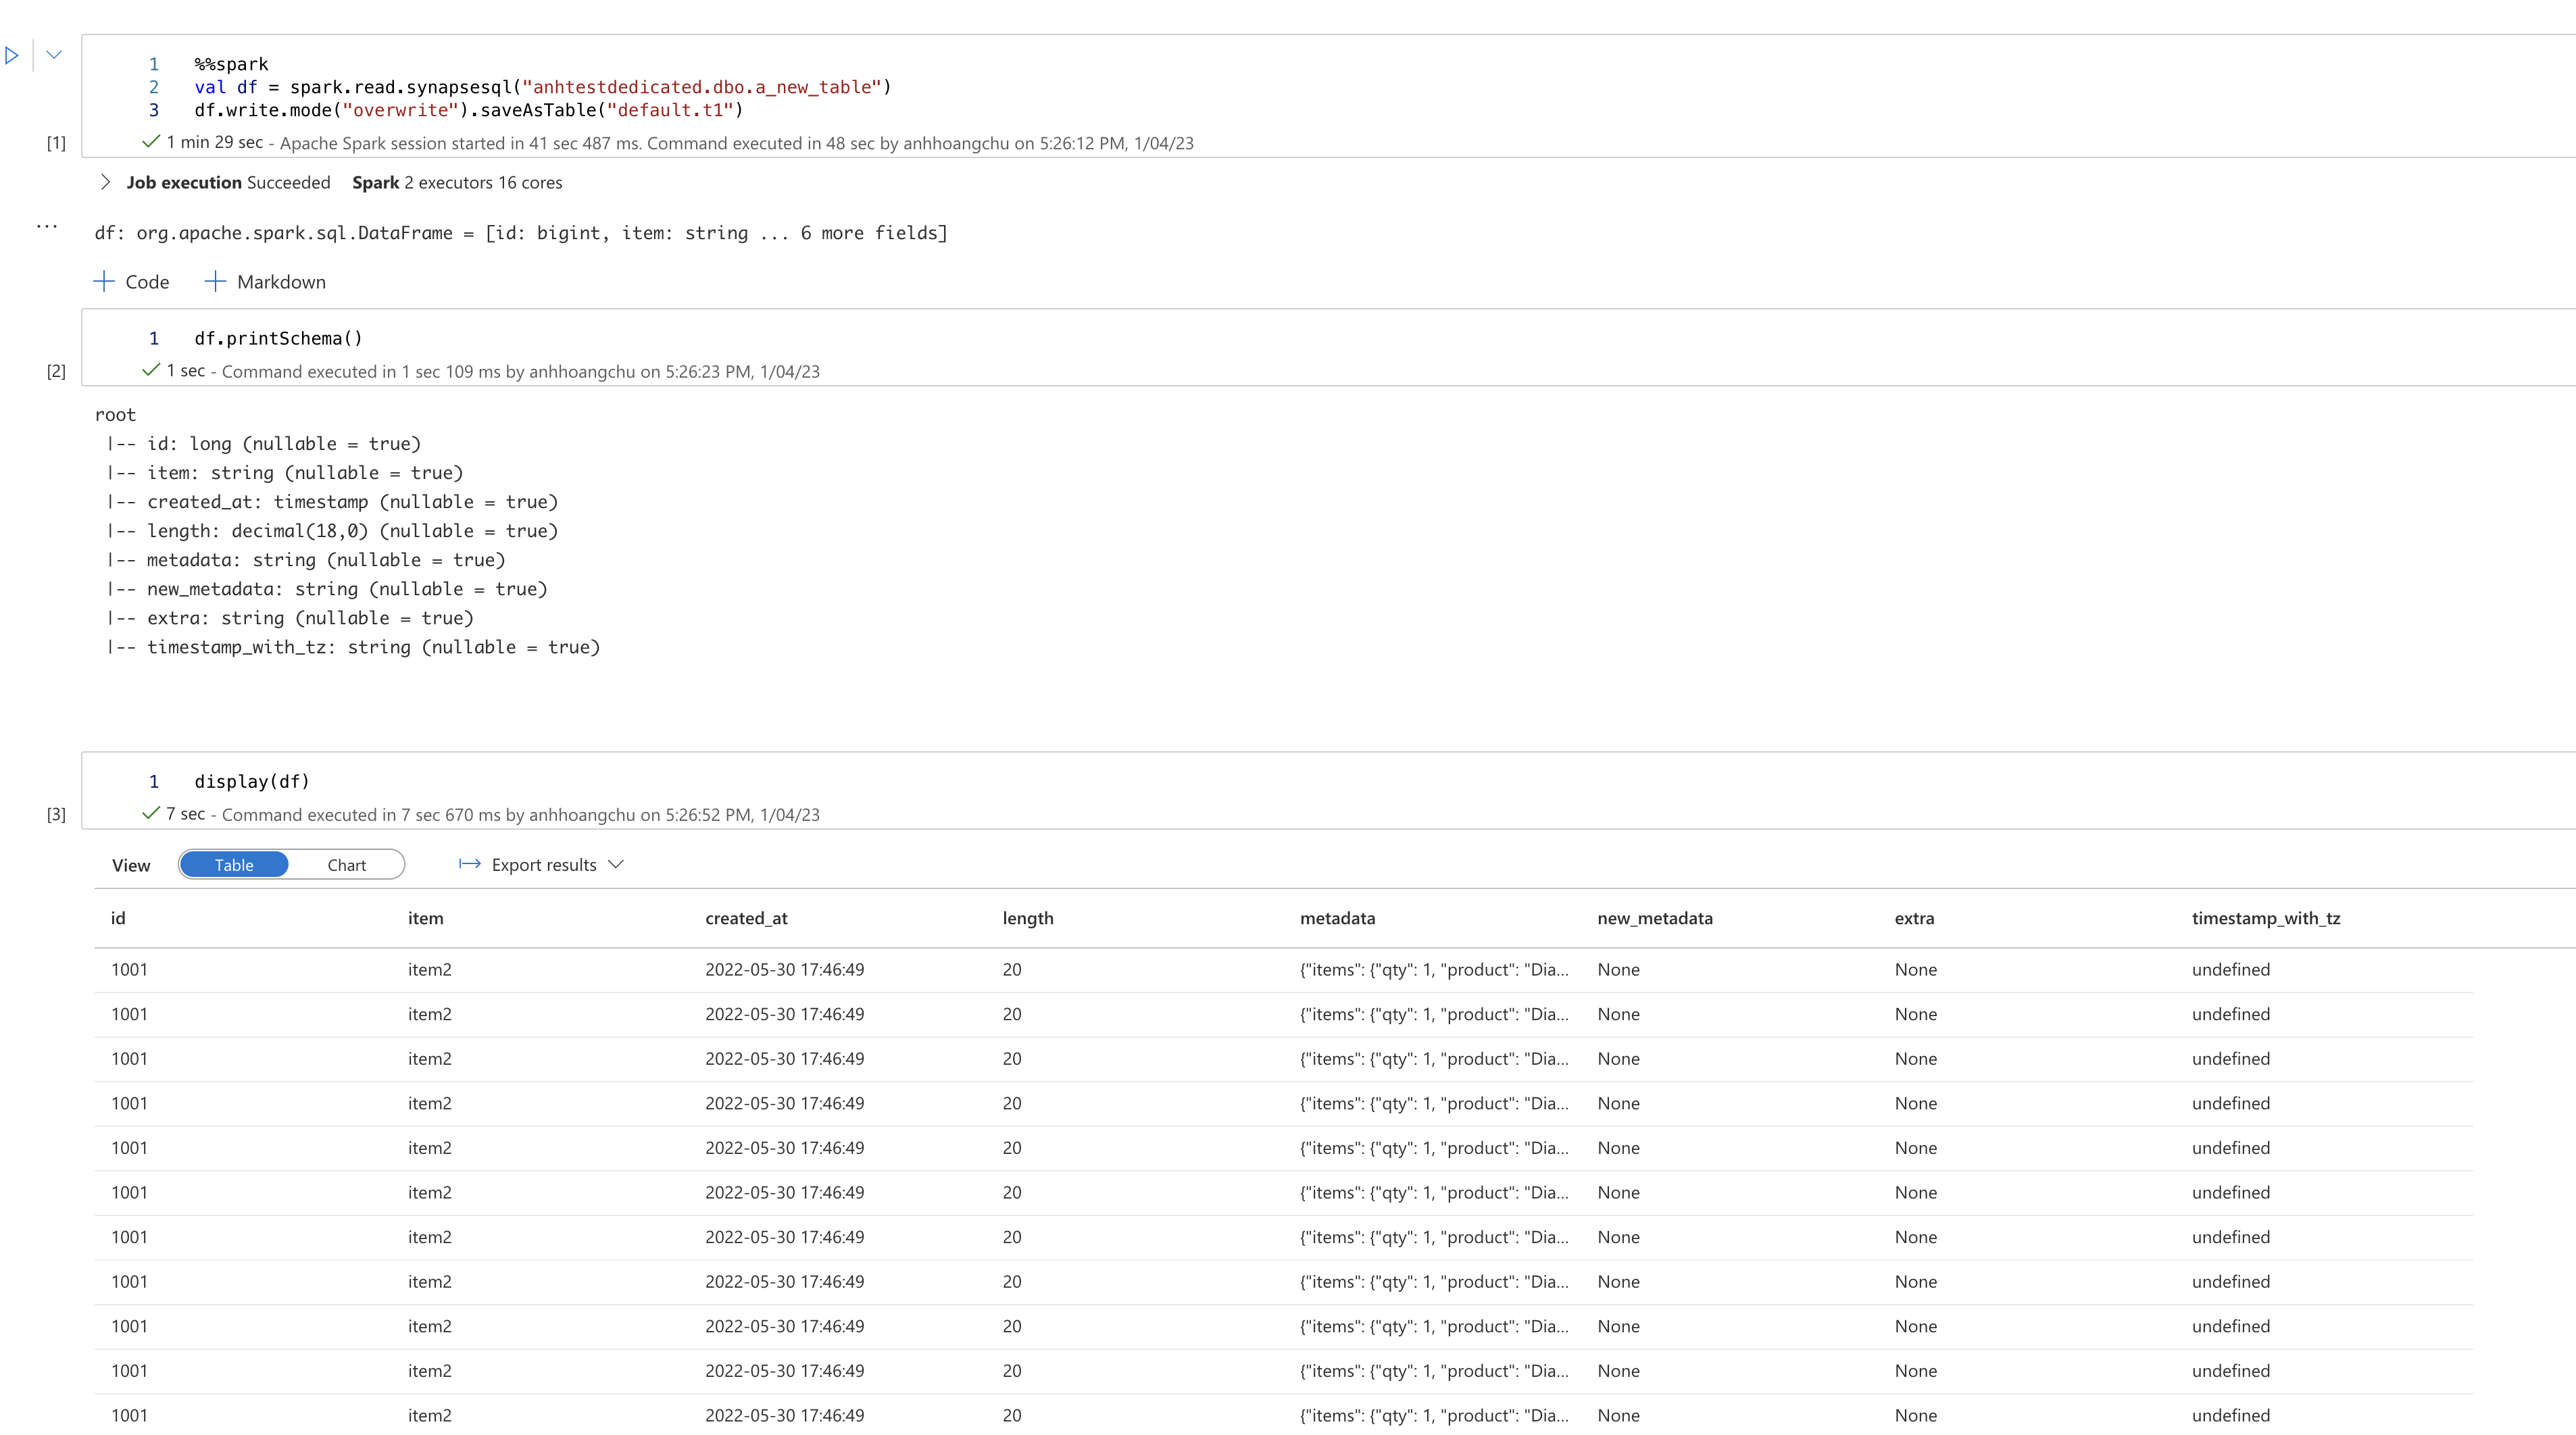 1 %%spark
2 val df = spark.read.synapsesql("anhtestdedicated.dbo.a_new_table")
3 df.write.mode("overwrite").saveAsTable("default.t1")
[1] 1 min 29 sec - Apache Spark session started in 41 sec 487 ms. Command executed in 48 sec by anhhoangchu on 5:26:12 PM, 1/04/23
Job execution Succeeded Spark 2 executors 16 cores
... df: org.apache.spark.sql.DataFrame = [id: bigint, item: string ... 6 more fields]
Code Markdown
1 df.printSchema()
[2] 1 sec - Command executed in 1 sec 109 ms by anhhoangchu on 5:26:23 PM, 1/04/23
root
|-- id: long (nullable = true)
|-- item: string (nullable = true)
|-- created_at: timestamp (nullable = true)
|-- length: decimal(18,0) (nullable = true)
|-- metadata: string (nullable = true)
|-- new_metadata: string (nullable = true)
|-- extra: string (nullable = true)
|-- timestamp_with_tz: string (nullable = true)
1 display(df)
[3] 7 sec - Command executed in 7 sec 670 ms by anhhoangchu on 5:26:52 PM, 1/04/23
View Table Chart Export results
id item created_at length metadata new_metadata extra timestamp_with_tz
1001 item2 2022-05-30 17:46:49 20 {"items": {"qty": 1, "product": "Dia... None None undefined
1001 item2 2022-05-30 17:46:49 20 {"items": {"qty": 1, "product": "Dia... None None undefined
1001 item2 2022-05-30 17:46:49 20 {"items": {"qty": 1, "product": "Dia... None None undefined
1001 item2 2022-05-30 17:46:49 20 {"items": {"qty": 1, "product": "Dia... None None undefined
1001 item2 2022-05-30 17:46:49 20 {"items": {"qty": 1, "product": "Dia... None None undefined
1001 item2 2022-05-30 17:46:49 20 {"items": {"qty": 1, "product": "Dia... None None undefined
1001 item2 2022-05-30 17:46:49 20 {"items": {"qty": 1, "product": "Dia... None None undefined
1001 item2 2022-05-30 17:46:49 20 {"items": {"qty": 1, "product": "Dia... None None undefined
1001 item2 2022-05-30 17:46:49 20 {"items": {"qty": 1, "product": "Dia... None None undefined
1001 item2 2022-05-30 17:46:49 20 {"items": {"qty": 1, "product": "Dia... None None undefined
1001 item2 2022-05-30 17:46:49 20 {"items": {"qty": 1, "product": "Dia... None None undefined